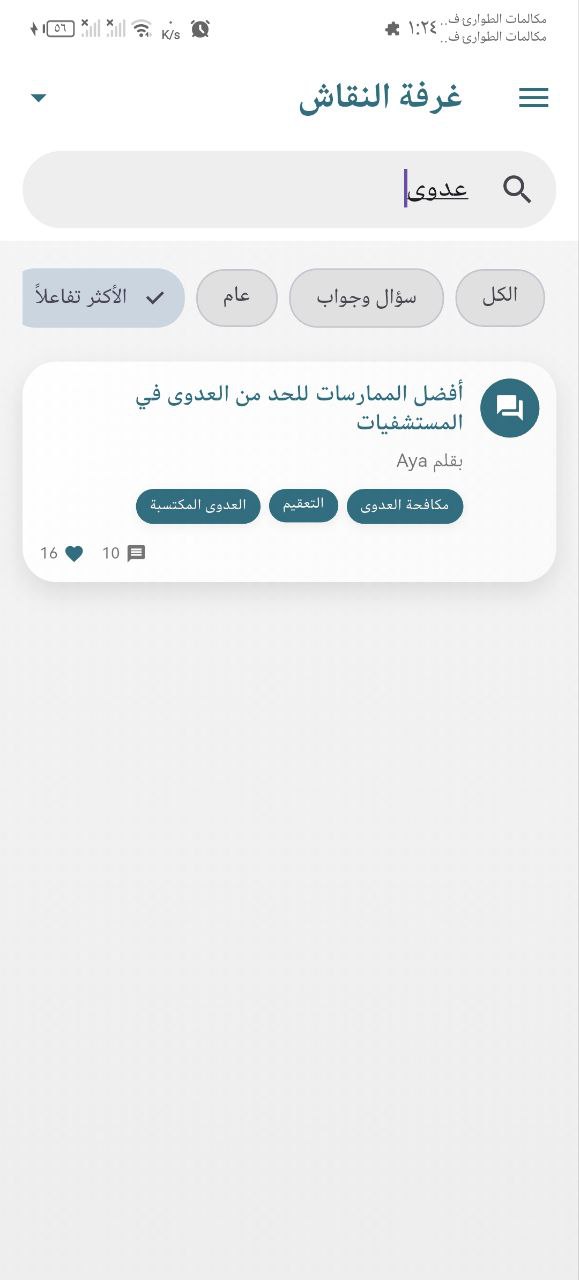 مكالمات الطوارئ ف.. ١:٢٤
مكالمات الطوارئ ف..
K/s ٥٦
غرفة النقاش
عدوى
الكل سؤال وجواب عام الأكثر تفاعلاً
أفضل الممارسات للحد من العدوى في
المستشفيات
بقلم Aya
مكافحة العدوى التعقيم العدوى المكتسبة
10 16